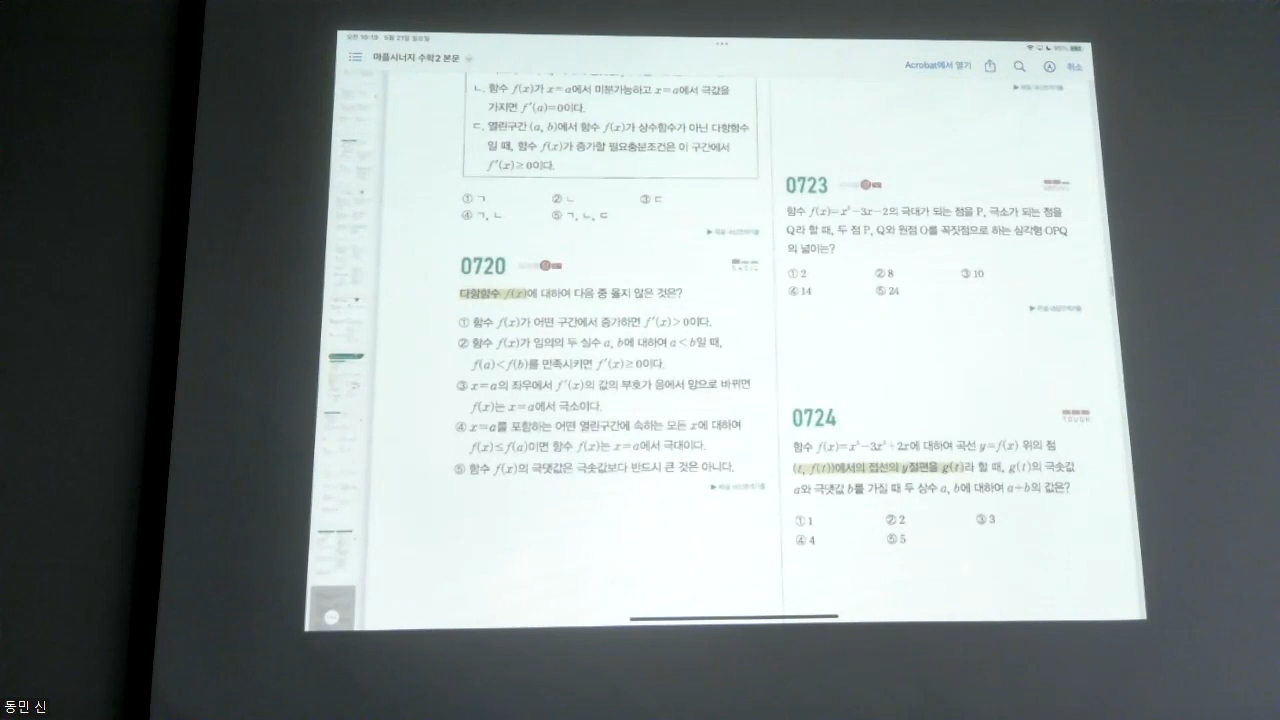 오전 10:13 5월 21일 일요일
마플시너지 수학2 본문
Acrobat에서 열기
취소
ㄴ. 함수 f(x)가 x=a에서 미분가능하고 x=a에서 극값을
가지면 f'(a)=0이다.
ㄷ. 열린구간 (a, b)에서 함수 f(x)가 상수함수가 아닌 다항함수
일 때, 함수 f(x)가 증가할 필요충분조건은 이 구간에서
f'(x)≥0이다.
① ㄱ ② ㄴ ③ ㄷ
④ ㄱ, ㄴ ⑤ ㄱ, ㄴ, ㄷ
0720
다항함수 f(x)에 대하여 다음 중 옳지 않은 것은?
① 함수 f(x)가 어떤 구간에서 증가하면 f'(x)>0이다.
② 함수 f(x)가 임의의 두 실수 a, b에 대하여 a<b일 때,
f(a)<f(b)를 만족시키면 f'(x)≥0이다.
③ x=a의 좌우에서 f'(x)의 값의 부호가 음에서 양으로 바뀌면
f(x)는 x=a에서 극소이다.
④ x=a를 포함하는 어떤 열린구간에 속하는 모든 x에 대하여
f(x)≤f(a)이면 함수 f(x)는 x=a에서 극대이다.
⑤ 함수 f(x)의 극댓값은 극솟값보다 반드시 큰 것은 아니다.
0723
함수 f(x)=x³-3x-2의 극대가 되는 점을 P, 극소가 되는 점을
Q라 할 때, 두 점 P, Q와 원점 O를 꼭짓점으로 하는 삼각형 OPQ
의 넓이는?
① 2 ② 8 ③ 10
④ 14 ⑤ 24
0724
TOUGH
함수 f(x)=x³-3x²+2x에 대하여 곡선 y=f(x) 위의 점
(t, f(t))에서의 접선의 y절편을 g(t)라 할 때, g(t)의 극솟값
a와 극댓값 b를 가질 때 두 상수 a, b에 대하여 a+b의 값은?
① 1 ② 2 ③ 3
④ 4 ⑤ 5
동민 신